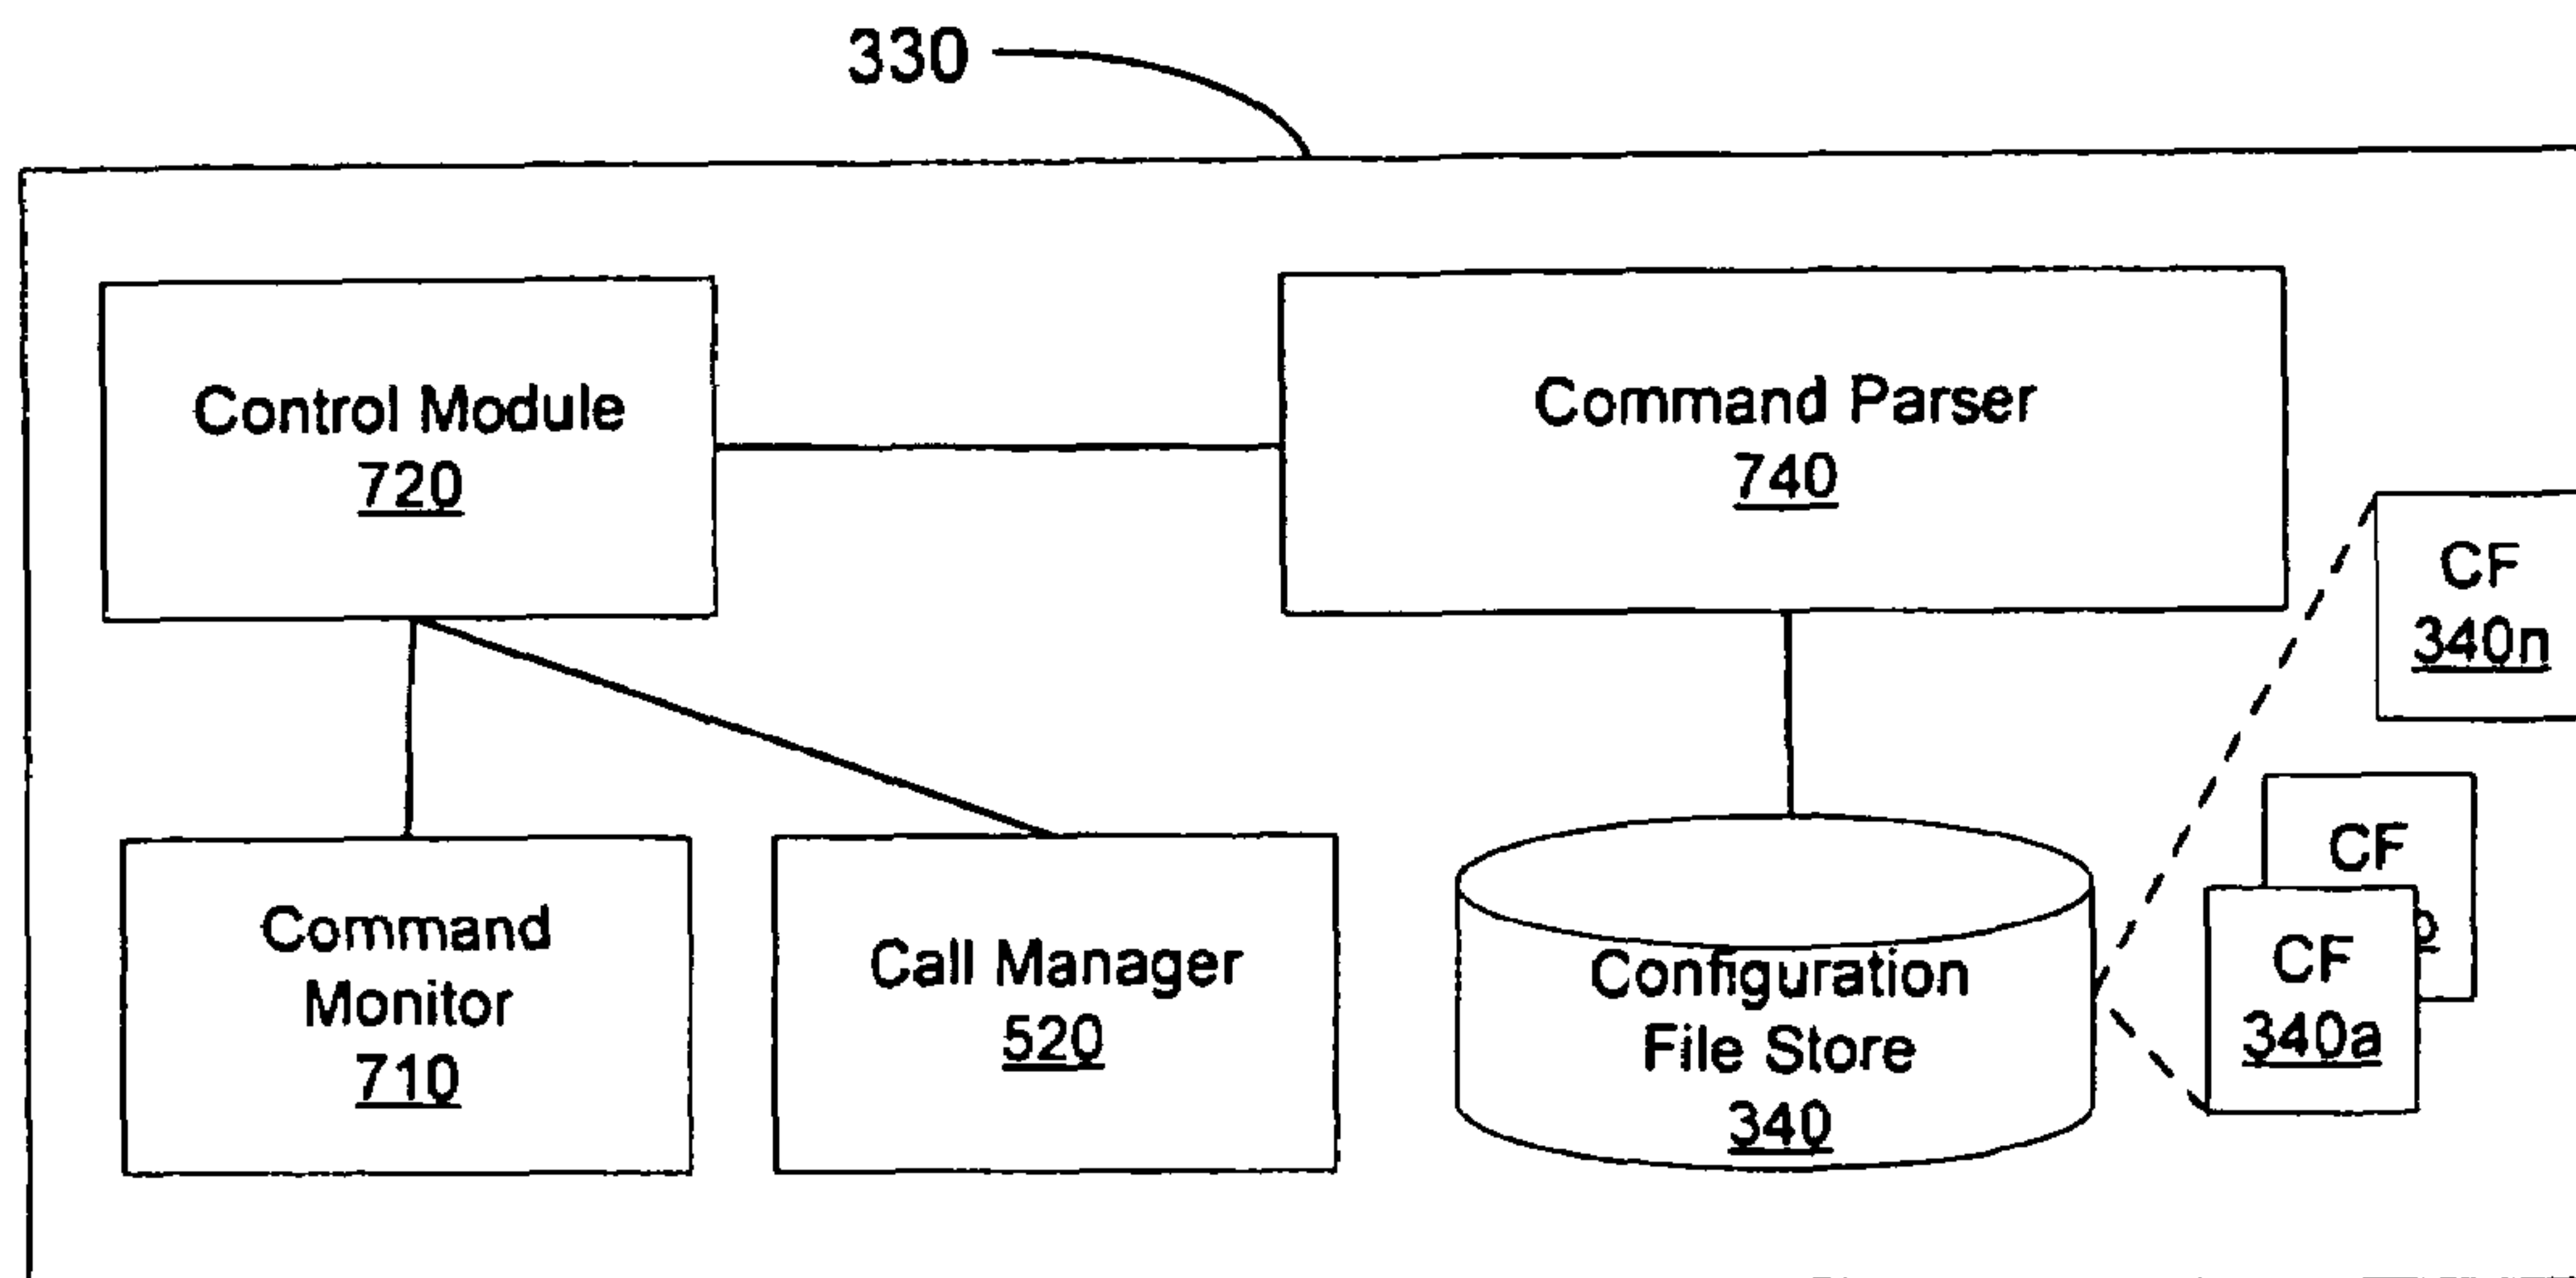 330
Control Module
720
Command Parser
740
CF
340n
Command
Monitor
710
Call Manager
520
Configuration
File Store
340
CF
CF
340a